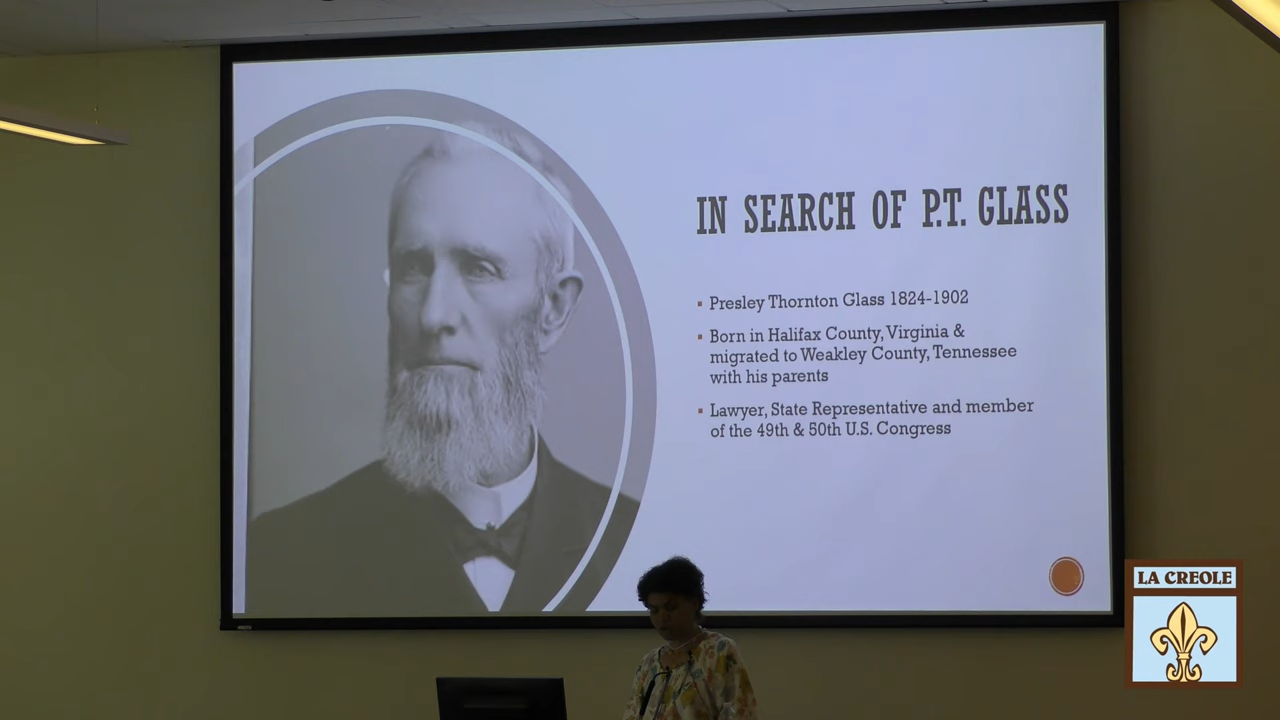 IN SEARCH OF P.T. GLASS
Presley Thornton Glass 1824-1902
Born in Halifax County, Virginia &
migrated to Weakley County, Tennessee
with his parents
Lawyer, State Representative and member
of the 49th & 50th U.S. Congress
LA CREOLE